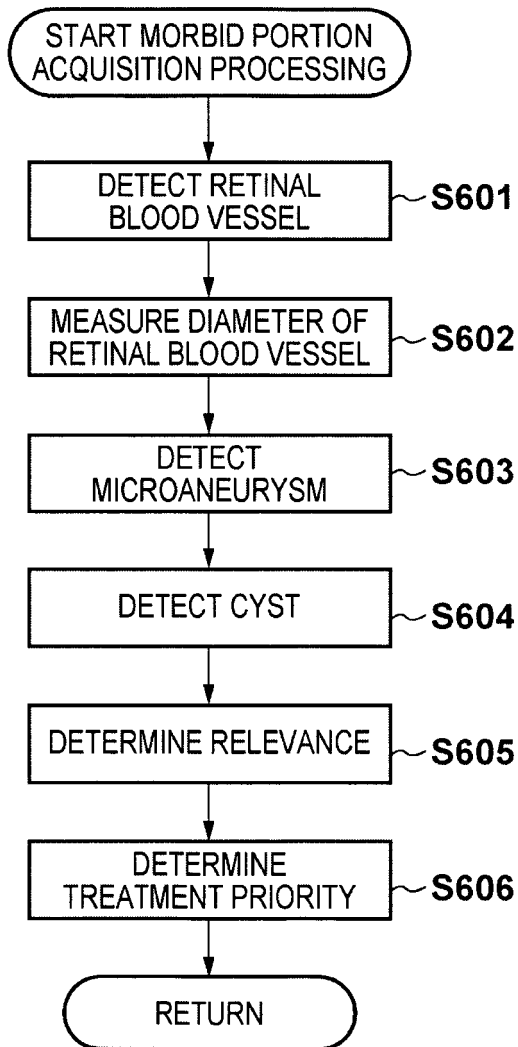 START MORBID PORTION
ACQUISITION PROCESSING
DETECT RETINAL
BLOOD VESSEL
S601
MEASURE DIAMETER OF
RETINAL BLOOD VESSEL
S602
DETECT
MICROANEURYSM
S603
DETECT CYST
S604
DETERMINE RELEVANCE
S605
DETERMINE
TREATMENT PRIORITY
S606
RETURN